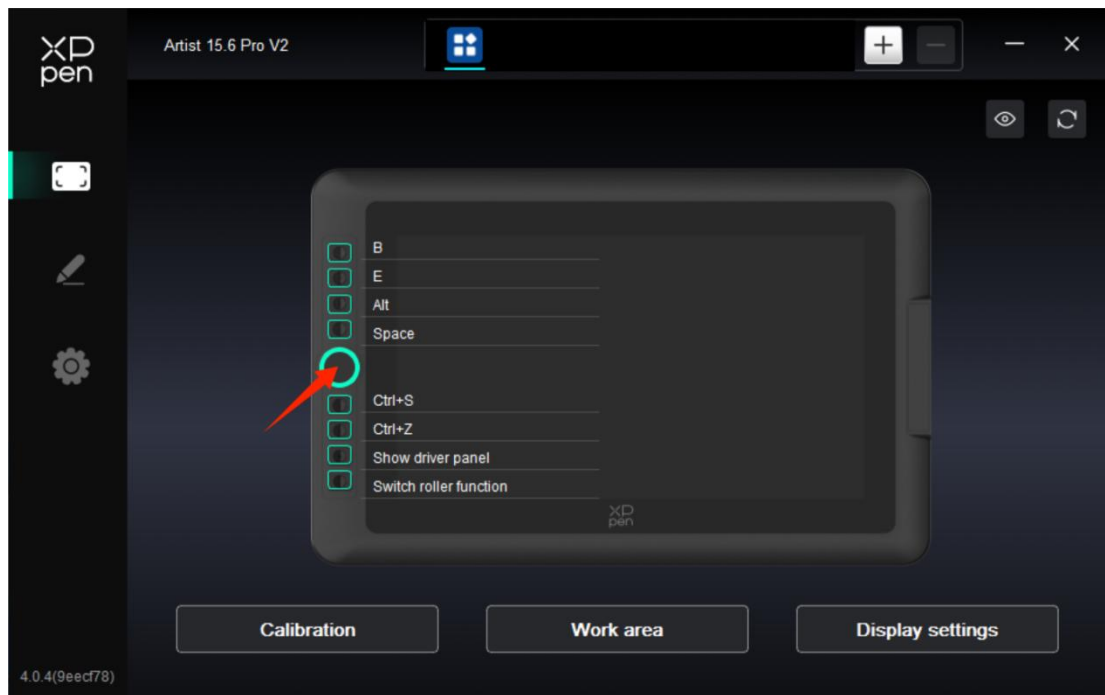 XP
pen
Artist 15.6 Pro V2
B
E
Alt
Space
Ctrl+S
Ctrl+Z
Show driver panel
Switch roller function
XP
pen
Calibration
Work area
Display settings
4.0.4(9eecf78)